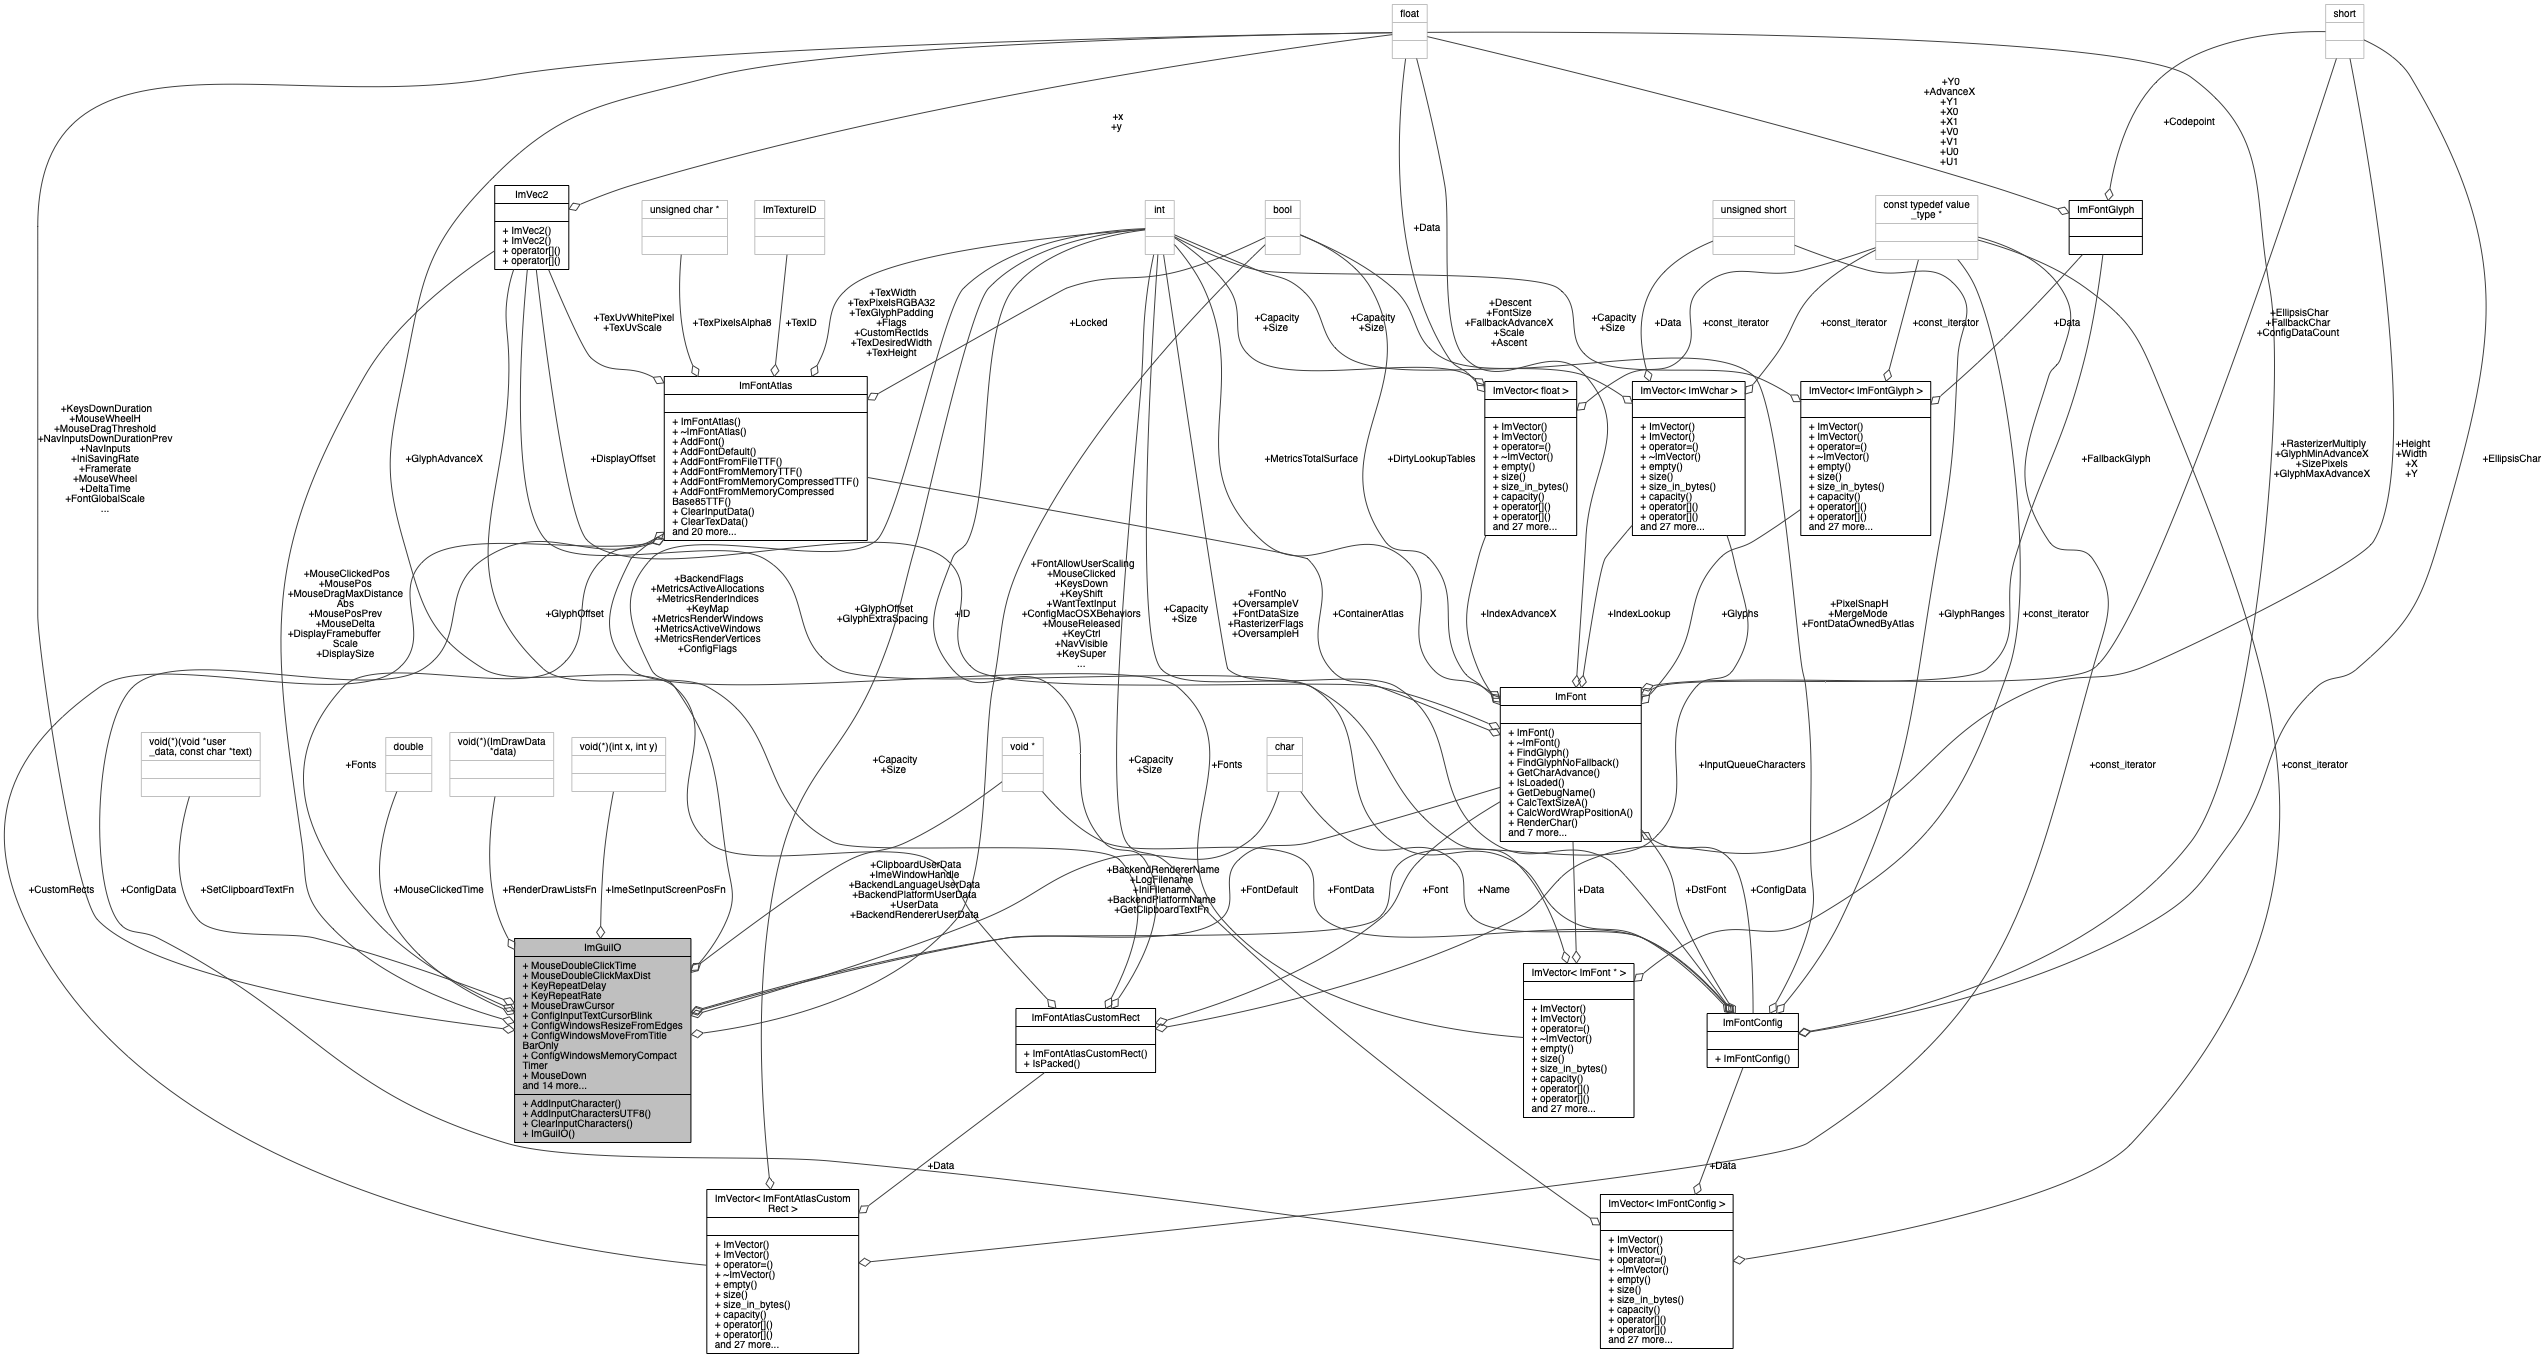 float
short
+Y0
+AdvanceX
+Y1
+X0
+X1
+V0
+V1
+U0
+U1
+x
+y
+Codepoint
ImVec2
+ ImVec2()
+ ImVec2()
+ operator[]()
+ operator[]()
unsigned char *
ImTextureID
int
bool
unsigned short
const typedef value
_type *
ImFontGlyph
+Data
+TexUvWhitePixel
+TexUvScale
+TexPixelsAlpha8
+TexID
+TexWidth
+TexPixelsRGBA32
+TexGlyphPadding
+Flags
+CustomRectIds
+TexDesiredWidth
+TexHeight
+Locked
+Capacity
+Size
+Capacity
+Size
+Descent
+FontSize
+FallbackAdvanceX
+Scale
+Ascent
+Capacity
+Size
+Data
+const_iterator
+const_iterator
+const_iterator
+Data
+EllipsisChar
+FallbackChar
+ConfigDataCount
ImFontAtlas
+ ImFontAtlas()
+ ~ImFontAtlas()
+ AddFont()
+ AddFontDefault()
+ AddFontFromFileTTF()
+ AddFontFromMemoryTTF()
+ AddFontFromMemoryCompressedTTF()
+ AddFontFromMemoryCompressed
Base85TTF()
+ ClearInputData()
+ ClearTexData()
and 20 more...
ImVector< float >
+ ImVector()
+ ImVector()
+ operator=()
+ ~ImVector()
+ empty()
+ size()
+ size_in_bytes()
+ capacity()
+ operator[]()
+ operator[]()
and 27 more...
ImVector< ImWchar >
+ ImVector()
+ ImVector()
+ operator=()
+ ~ImVector()
+ empty()
+ size()
+ size_in_bytes()
+ capacity()
+ operator[]()
+ operator[]()
and 27 more...
ImVector< ImFontGlyph >
+ ImVector()
+ ImVector()
+ operator=()
+ ~ImVector()
+ empty()
+ size()
+ size_in_bytes()
+ capacity()
+ operator[]()
+ operator[]()
and 27 more...
+KeysDownDuration
+MouseWheelH
+MouseDragThreshold
+NavInputsDownDurationPrev
+NavInputs
+IniSavingRate
+Framerate
+MouseWheel
+DeltaTime
+FontGlobalScale
...
+GlyphAdvanceX
+DisplayOffset
+MetricsTotalSurface
+DirtyLookupTables
+FallbackGlyph
+RasterizerMultiply
+GlyphMinAdvanceX
+SizePixels
+GlyphMaxAdvanceX
+Height
+Width
+X
+Y
+EllipsisChar
+MouseClickedPos
+MousePos
+MouseDragMaxDistance
Abs
+MousePosPrev
+MouseDelta
+DisplayFramebuffer
Scale
+DisplaySize
+GlyphOffset
+BackendFlags
+MetricsActiveAllocations
+MetricsRenderIndices
+KeyMap
+MetricsRenderWindows
+MetricsActiveWindows
+MetricsRenderVertices
+ConfigFlags
+GlyphOffset
+GlyphExtraSpacing
+ID
+FontAllowUserScaling
+MouseClicked
+KeysDown
+KeyShift
+WantTextInput
+ConfigMacOSXBehaviors
+MouseReleased
+KeyCtrl
+NavVisible
+KeySuper
...
+Capacity
+Size
+FontNo
+OversampleV
+FontDataSize
+RasterizerFlags
+OversampleH
+ContainerAtlas
+IndexAdvanceX
+IndexLookup
+Glyphs
+PixelSnapH
+MergeMode
+FontDataOwnedByAtlas
+GlyphRanges
+const_iterator
ImFont
+ ImFont()
+ ~ImFont()
+ FindGlyph()
+ FindGlyphNoFallback()
+ GetCharAdvance()
+ IsLoaded()
+ GetDebugName()
+ CalcTextSizeA()
+ CalcWordWrapPositionA()
+ RenderChar()
and 7 more...
void(*)(void *user
_data, const char *text)
+Fonts
double
void(*)(ImDrawData
*data)
void(*)(int x, int y)
+Capacity
+Size
void *
+Capacity
+Size
+Fonts
char
+InputQueueCharacters
+const_iterator
+const_iterator
+CustomRects
+ConfigData
+SetClipboardTextFn
+MouseClickedTime
+RenderDrawListsFn
+ImeSetInputScreenPosFn
+ClipboardUserData
+ImeWindowHandle
+BackendLanguageUserData
+BackendPlatformUserData
+UserData
+BackendRendererUserData
+BackendRendererName
+LogFilename
+IniFilename
+BackendPlatformName
+GetClipboardTextFn
+FontDefault
+FontData
+Font
+Name
+Data
+DstFont
+ConfigData
ImGuiIO
+ MouseDoubleClickTime
+ MouseDoubleClickMaxDist
+ KeyRepeatDelay
+ KeyRepeatRate
+ MouseDrawCursor
+ ConfigInputTextCursorBlink
+ ConfigWindowsResizeFromEdges
+ ConfigWindowsMoveFromTitle
BarOnly
+ ConfigWindowsMemoryCompact
Timer
+ MouseDown
and 14 more...
+ AddInputCharacter()
+ AddInputCharactersUTF8()
+ ClearInputCharacters()
+ ImGuiIO()
ImFontAtlasCustomRect
+ ImFontAtlasCustomRect()
+ IsPacked()
ImVector< ImFont * >
+ ImVector()
+ ImVector()
+ operator=()
+ ~ImVector()
+ empty()
+ size()
+ size_in_bytes()
+ capacity()
+ operator[]()
+ operator[]()
and 27 more...
ImFontConfig
+ ImFontConfig()
+Data
+Data
ImVector< ImFontAtlasCustom
Rect >
+ ImVector()
+ ImVector()
+ operator=()
+ ~ImVector()
+ empty()
+ size()
+ size_in_bytes()
+ capacity()
+ operator[]()
+ operator[]()
and 27 more...
ImVector< ImFontConfig >
+ ImVector()
+ ImVector()
+ operator=()
+ ~ImVector()
+ empty()
+ size()
+ size_in_bytes()
+ capacity()
+ operator[]()
+ operator[]()
and 27 more...